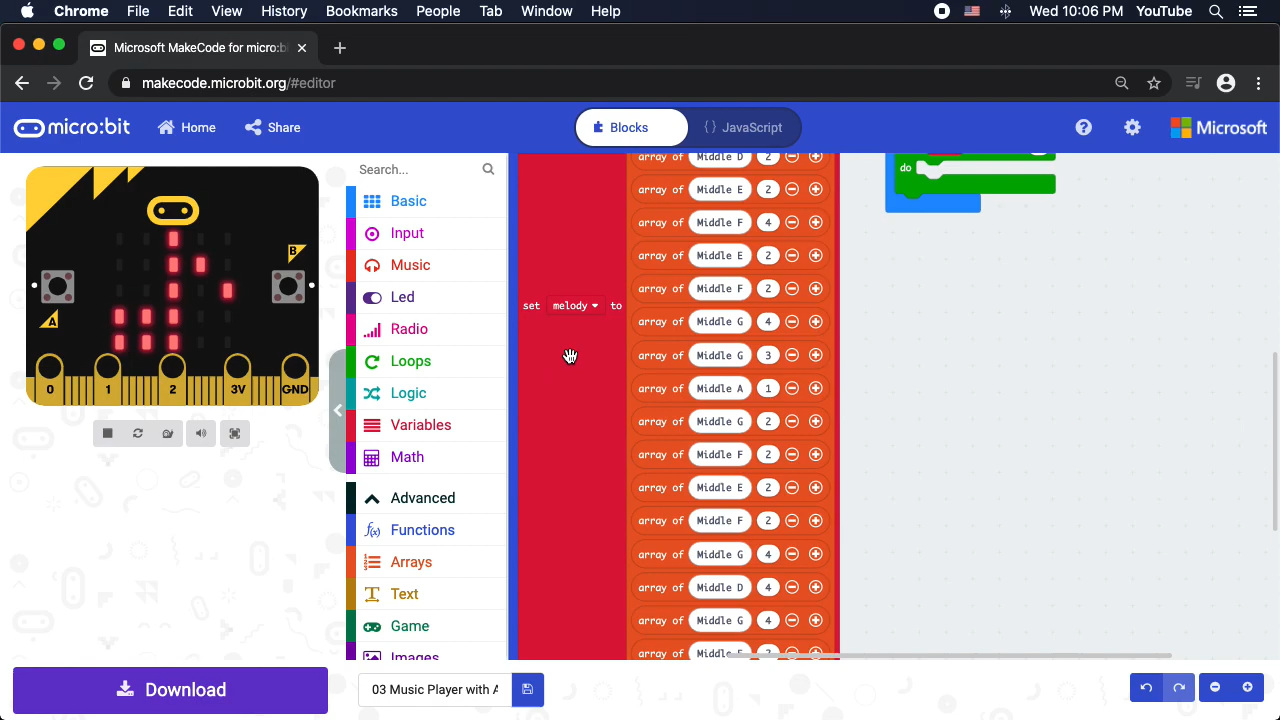 Chrome File Edit View History Bookmarks People Tab Window Help Wed 10:06 PM YouTube
Microsoft MakeCode for micro:bi
makecode.microbit.org/#editor
micro:bit Home Share Blocks {} JavaScript Microsoft
Search...
Basic
Input
Music
Led
Radio
Loops
Logic
Variables
Math
Advanced
Functions
Arrays
Text
Game
Images
B
A
0 1 2 3V GND
set melody to
array of Middle D 2
array of Middle E 2
array of Middle F 4
array of Middle E 2
array of Middle F 2
array of Middle G 4
array of Middle G 3
array of Middle A 1
array of Middle G 2
array of Middle F 2
array of Middle E 2
array of Middle F 2
array of Middle G 4
array of Middle D 4
array of Middle G 4
array of Middle
do
Download
03 Music Player with A